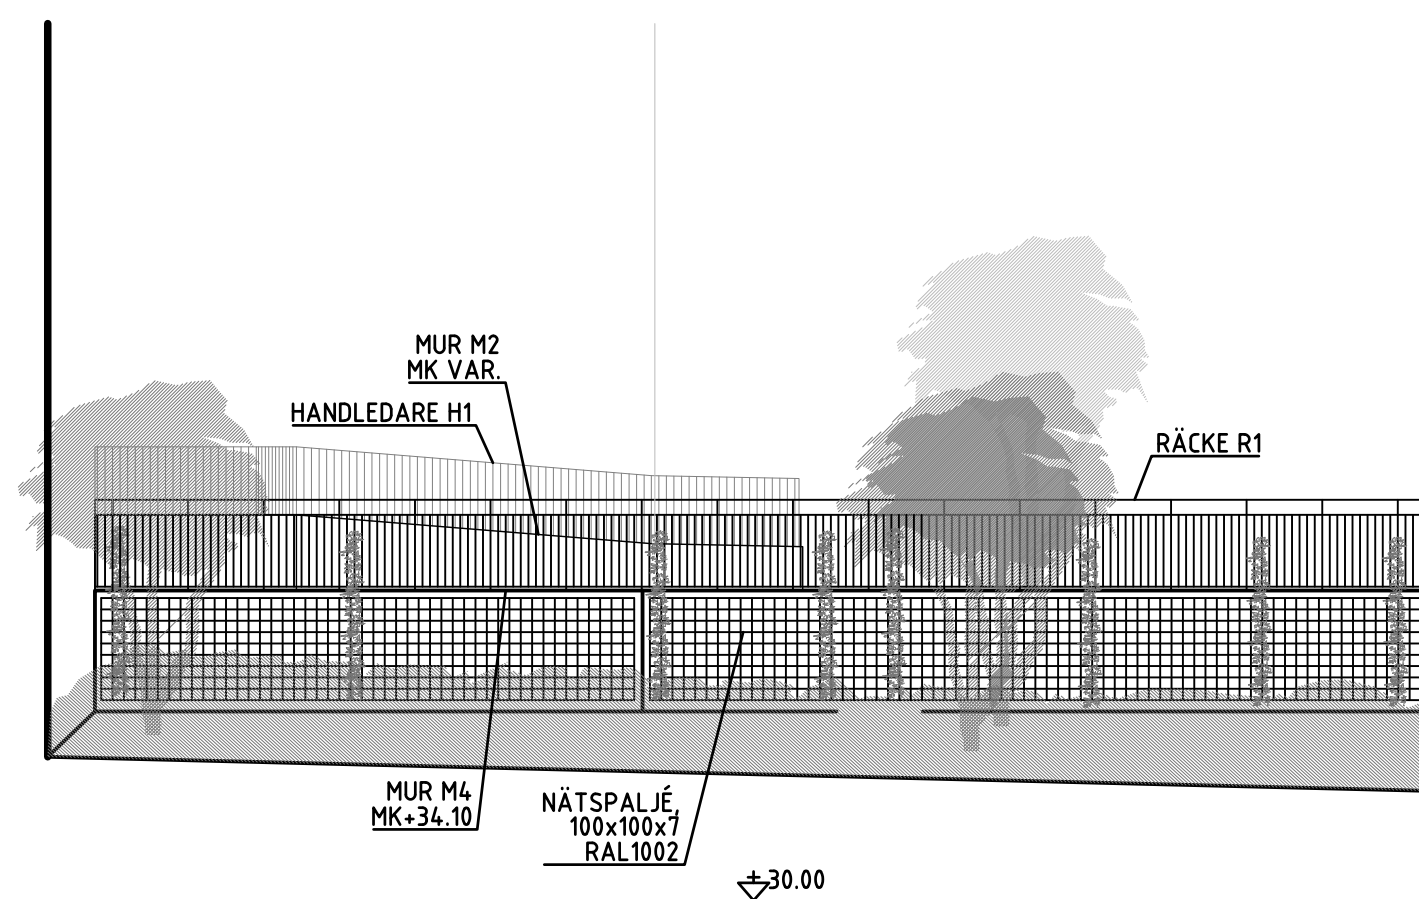 MUR M2
MK VAR.
HANDLEDARE H1
RÄCKE R1
MUR M4
MK+34.10
NÄTSPALJÉ,
100x100x7
RAL1002
+30.00